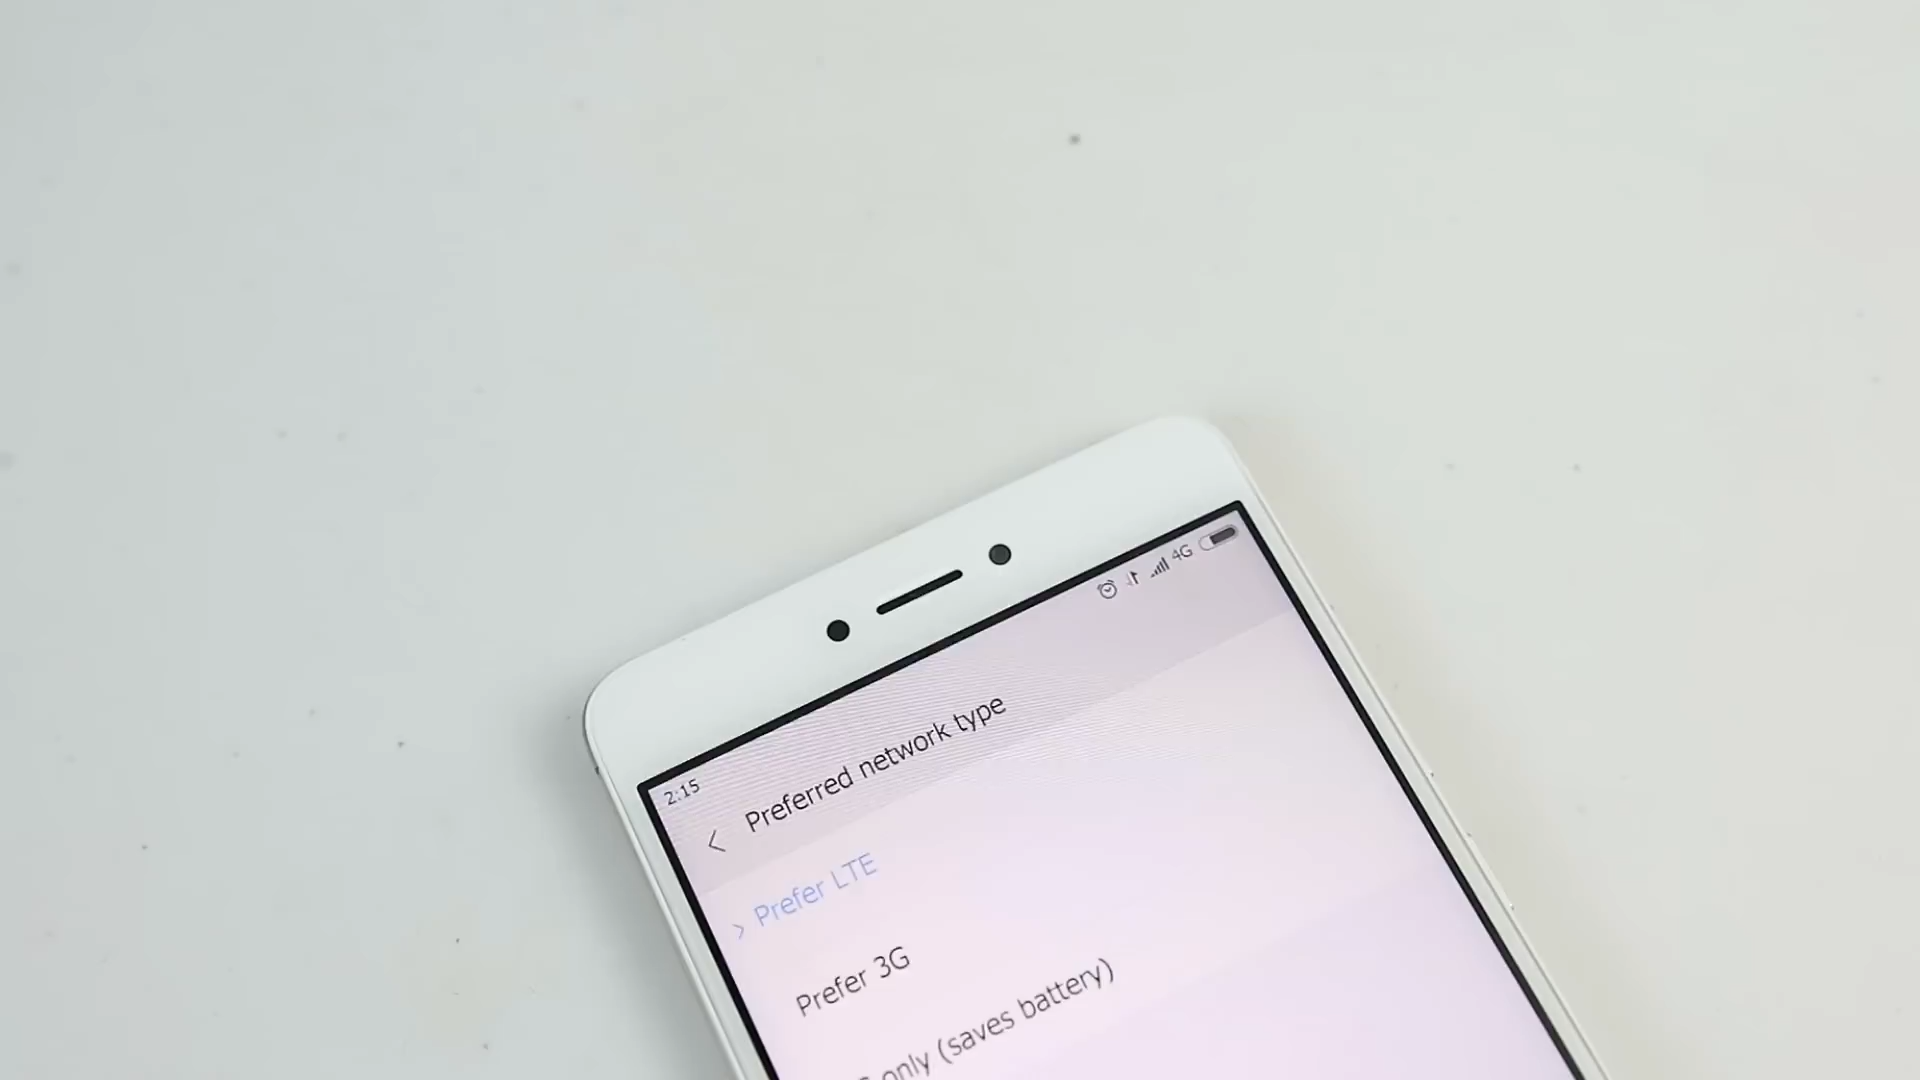 2:15 4G
Preferred network type
Prefer LTE
Prefer 3G
only (saves battery)